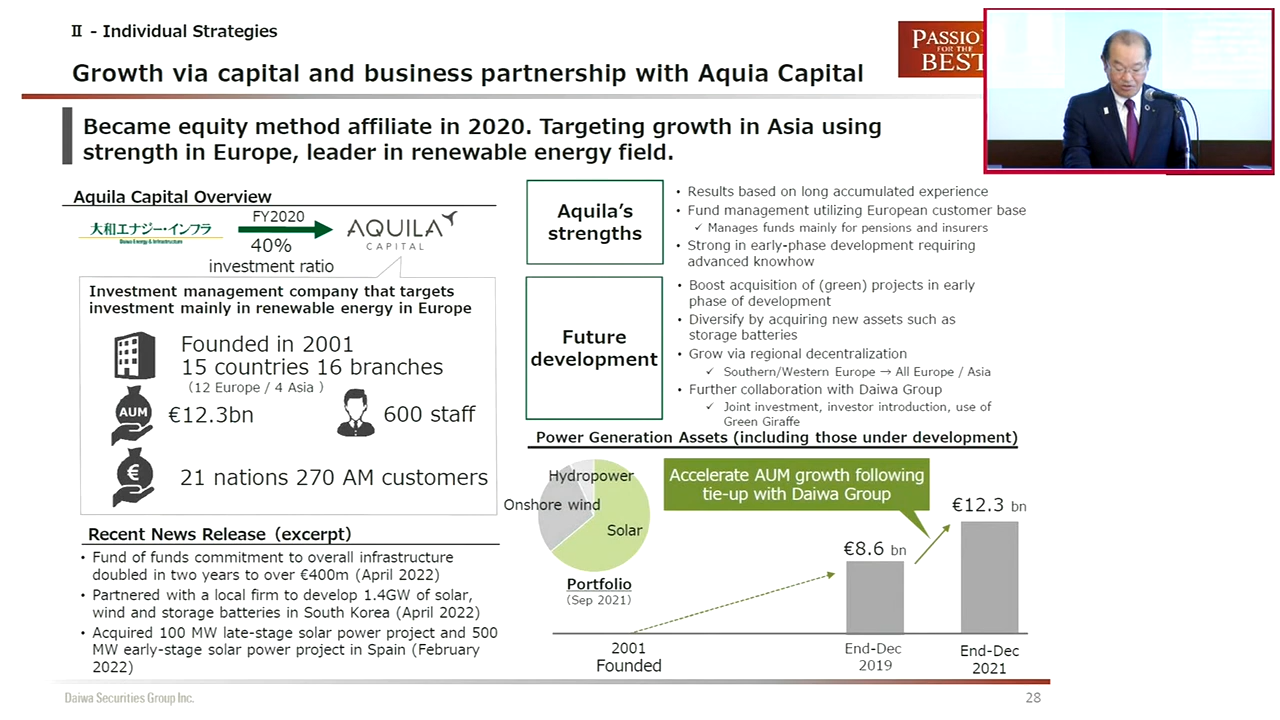 Ⅱ - Individual Strategies
Growth via capital and business partnership with Aquia Capital
PASSIO
FOR THE
BEST
Became equity method affiliate in 2020. Targeting growth in Asia using
strength in Europe, leader in renewable energy field.
Aquila Capital Overview
大和エナジー・インフラ
Daiwa Energy & Infrastructure
FY2020
40%
investment ratio
AQUILA
CAPITAL
Investment management company that targets
investment mainly in renewable energy in Europe
Founded in 2001
15 countries 16 branches
(12 Europe / 4 Asia )
AUM
€12.3bn
600 staff
€
21 nations 270 AM customers
Recent News Release (excerpt)
• Fund of funds commitment to overall infrastructure
doubled in two years to over €400m (April 2022)
• Partnered with a local firm to develop 1.4GW of solar,
wind and storage batteries in South Korea (April 2022)
• Acquired 100 MW late-stage solar power project and 500
MW early-stage solar power project in Spain (February
2022)
Aquila's
strengths
• Results based on long accumulated experience
• Fund management utilizing European customer base
✓ Manages funds mainly for pensions and insurers
• Strong in early-phase development requiring
advanced knowhow
Future
development
• Boost acquisition of (green) projects in early
phase of development
• Diversify by acquiring new assets such as
storage batteries
• Grow via regional decentralization
✓ Southern/Western Europe → All Europe / Asia
• Further collaboration with Daiwa Group
✓ Joint investment, investor introduction, use of
Green Giraffe
Power Generation Assets (including those under development)
Hydropower
Onshore wind
Solar
Portfolio
(Sep 2021)
Accelerate AUM growth following
tie-up with Daiwa Group
€8.6 bn
€12.3 bn
2001
Founded
End-Dec
2019
End-Dec
2021
Daiwa Securities Group Inc.
28